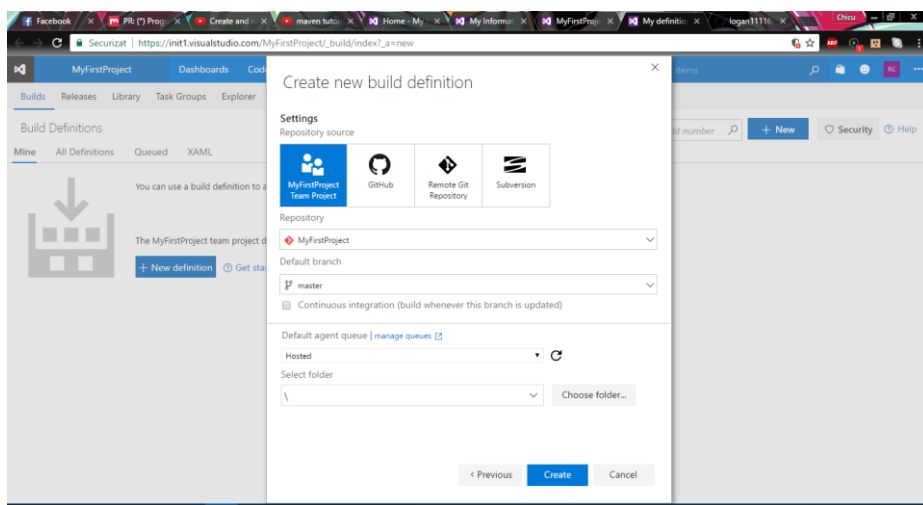 Facebook PR: (*) Progr Create and maven tuto Home - My My Informa MyFirstProj My definitio logan1111 Chicu
Securizat https://init1.visualstudio.com/MyFirstProject/_build/index?_a=new
MyFirstProject Dashboards Cod items RC
Builds Releases Library Task Groups Explorer
Build Definitions ld number + New Security Help
Mine All Definitions Queued XAML
You can use a build definition to a
The MyFirstProject team project d
+ New definition Get sta
Create new build definition
Settings
Repository source
MyFirstProject Team Project GitHub Remote Git Repository Subversion
Repository
MyFirstProject
Default branch
master
Continuous integration (build whenever this branch is updated)
Default agent queue | manage queues
Hosted
Select folder
\ Choose folder...
< Previous Create Cancel